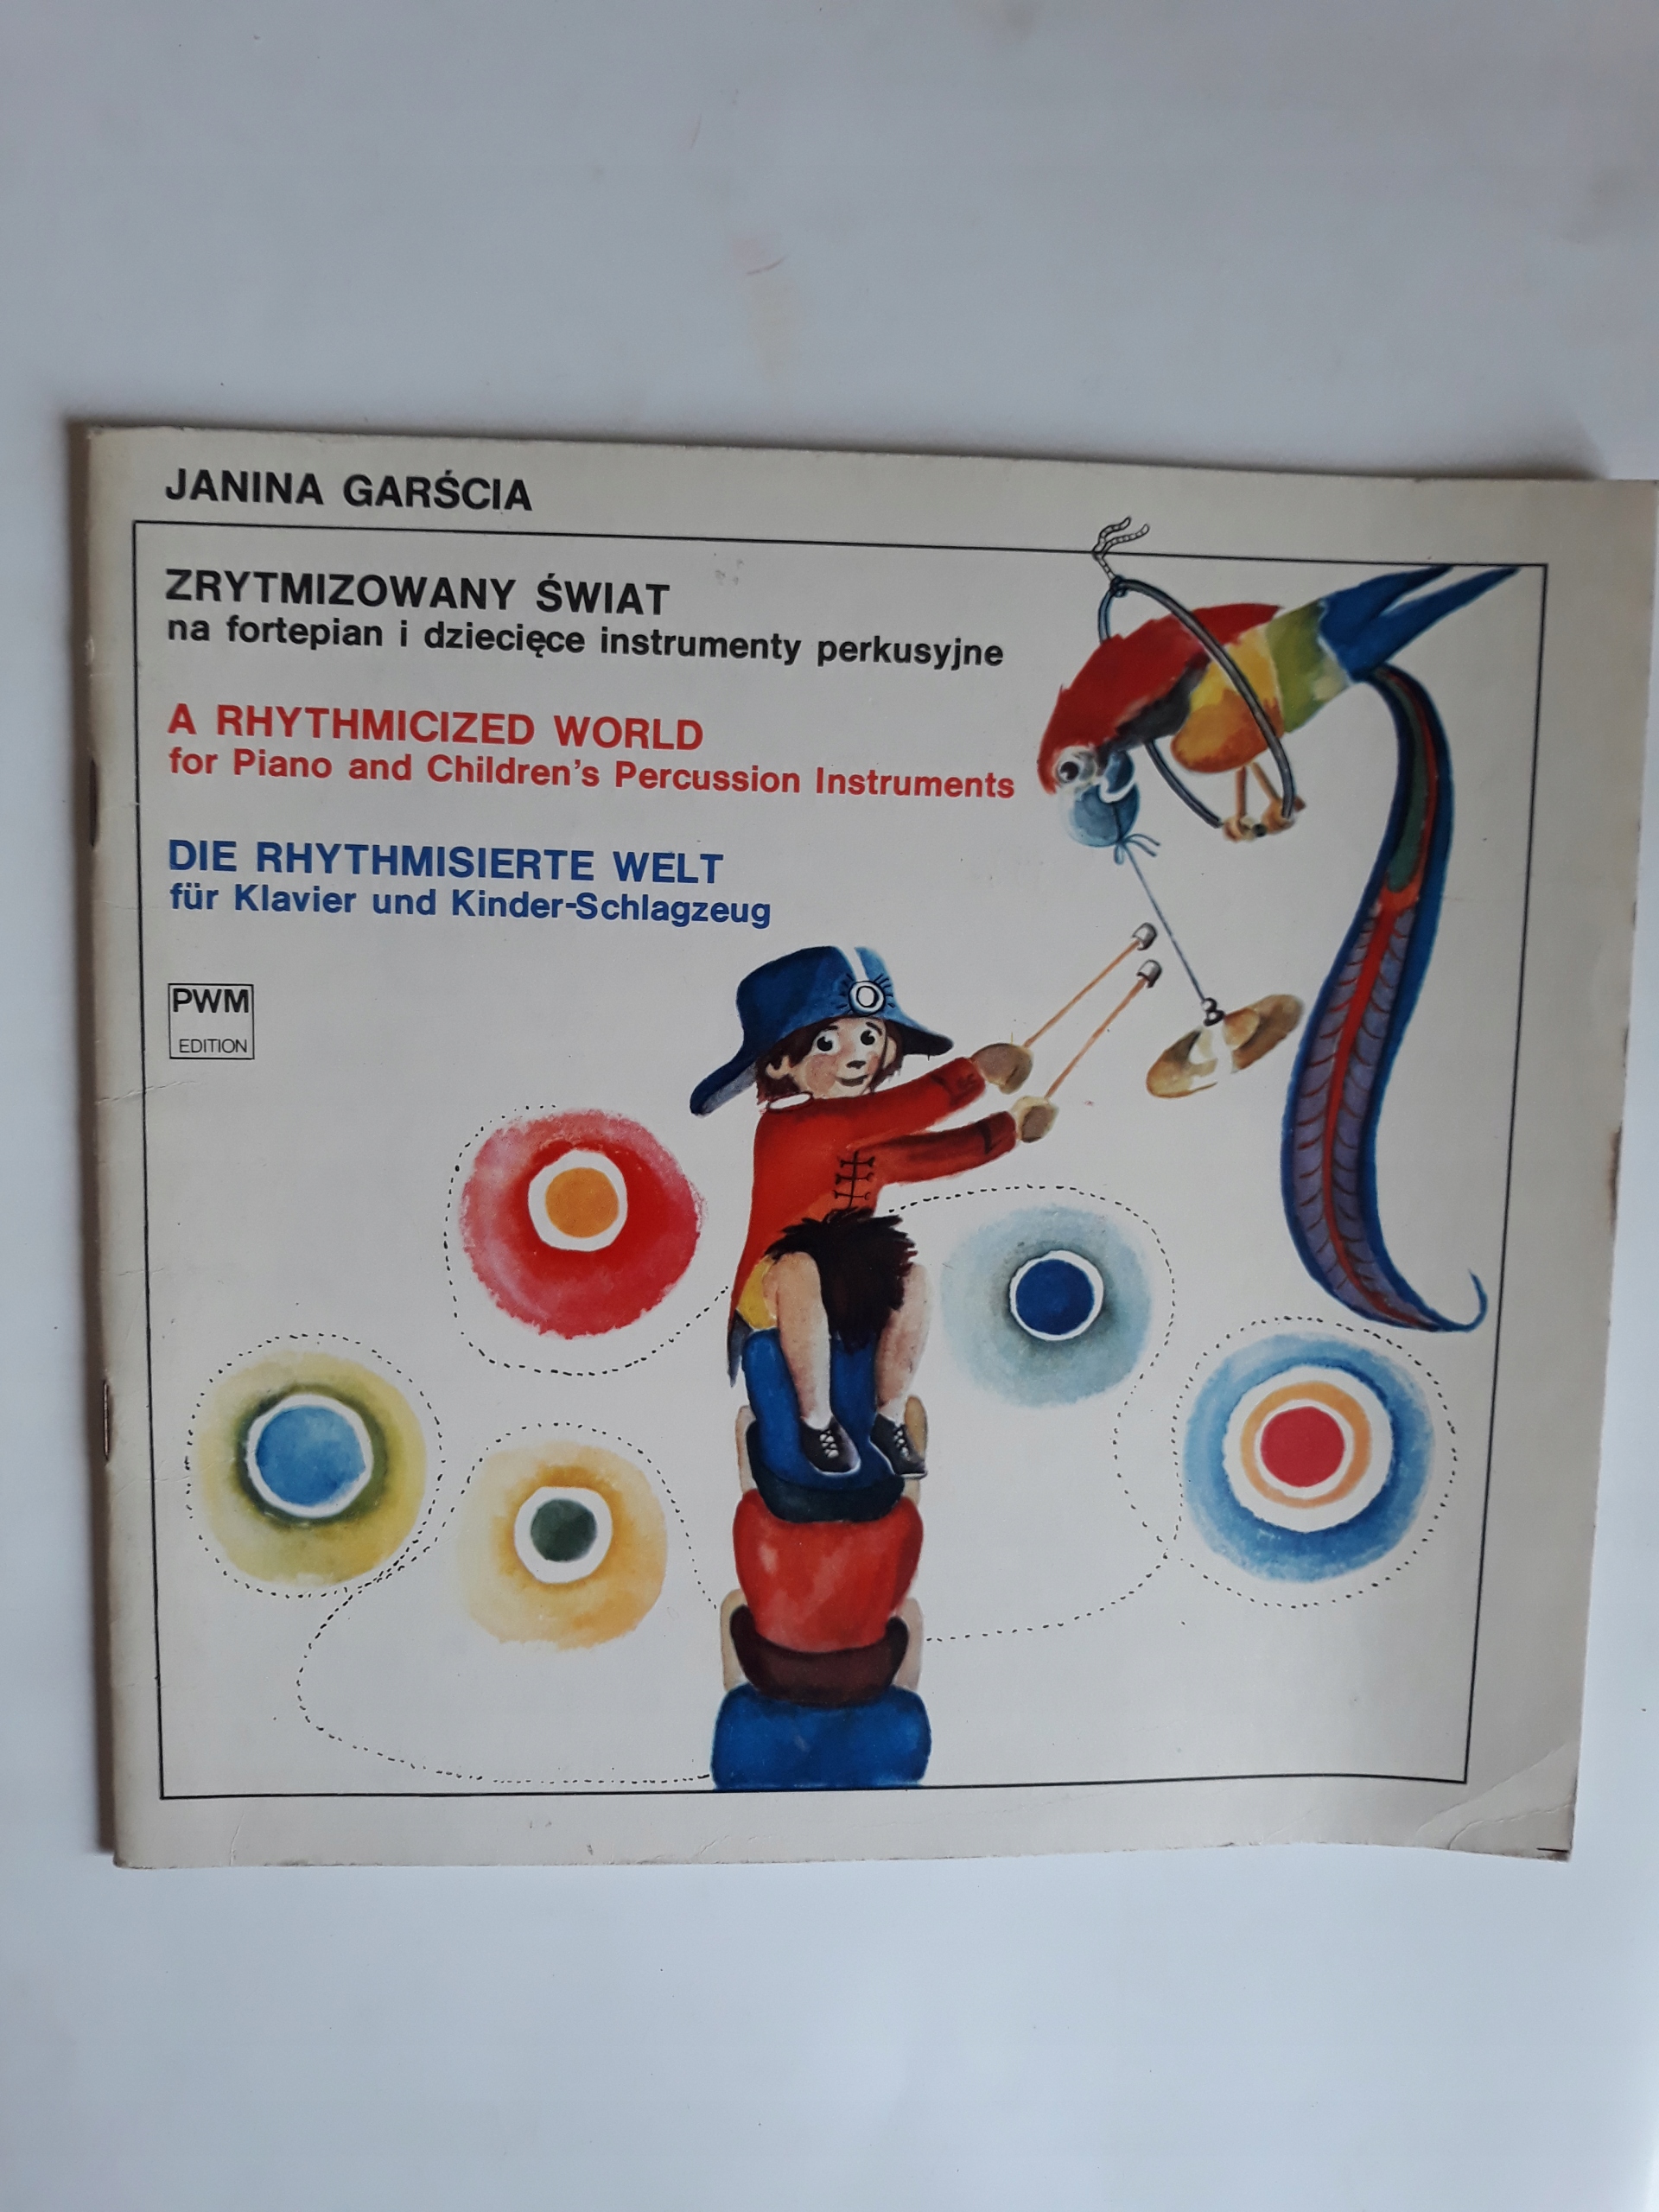 JANINA GARŚCIA
ZRYTMIZOWANY ŚWIAT
na fortepian i dziecięce instrumenty perkusyjne
A RHYTHMICIZED WORLD
for Piano and Children's Percussion Instruments
DIE RHYTHMISIERTE WELT
für Klavier und Kinder-Schlagzeug
PWM
EDITION